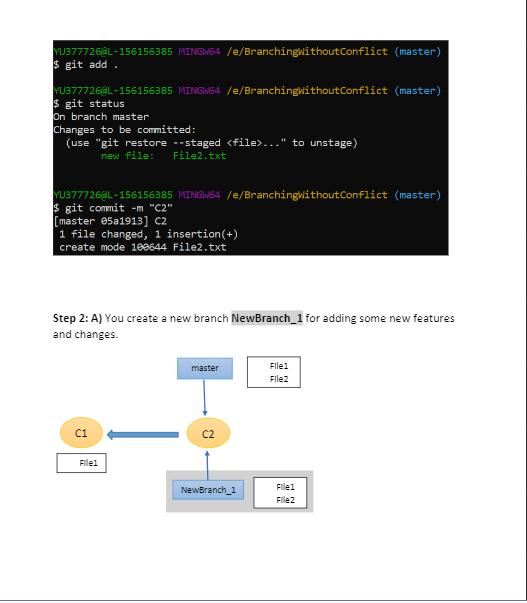 YU377726@L-156156385 MINGW64 /e/BranchingWithoutConflict (master)
$ git add .
YU377726@L-156156385 MINGW64 /e/BranchingWithoutConflict (master)
$ git status
On branch master
Changes to be committed:
(use "git restore --staged <file>..." to unstage)
new file:   File2.txt
YU377726@L-156156385 MINGW64 /e/BranchingWithoutConflict (master)
$ git commit -m "C2"
[master 05a1913] C2
1 file changed, 1 insertion(+)
create mode 100644 File2.txt
Step 2: A) You create a new branch NewBranch_1 for adding some new features
and changes.
master
File1
File2
C1
C2
File1
NewBranch_1
File1
File2